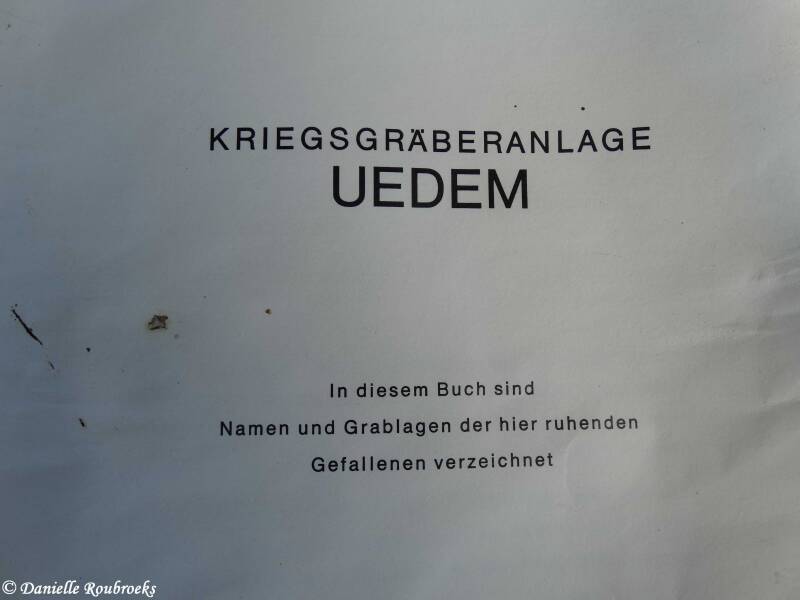 KRIEGSGRÄBERANLAGE
UEDEM
In diesem Buch sind
Namen und Grablagen der hier ruhenden
Gefallenen verzeichnet
© Danielle Roubroeks